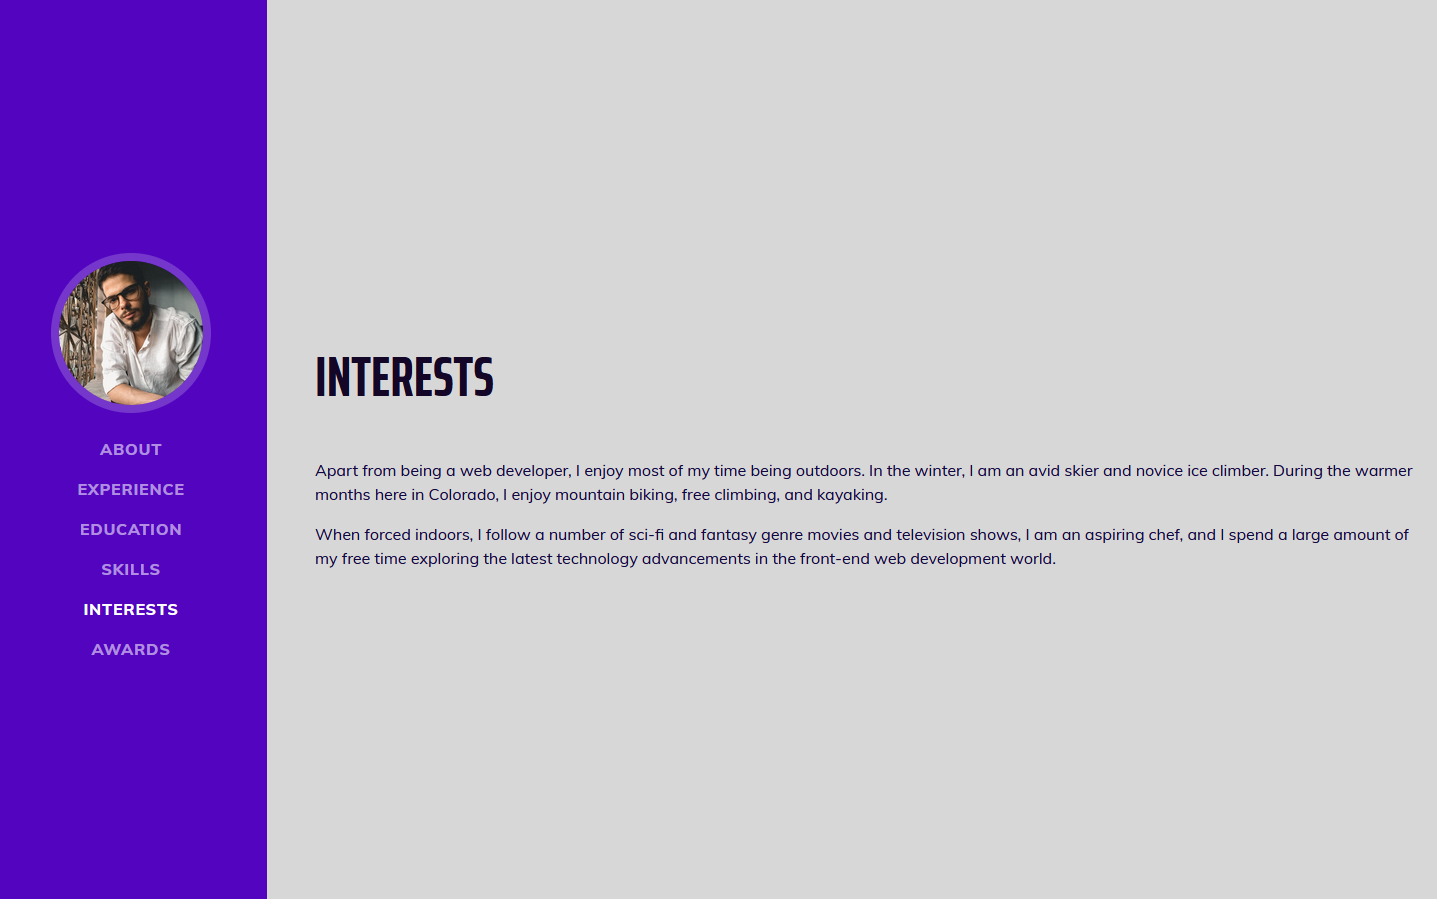 ABOUT
EXPERIENCE
EDUCATION
SKILLS
INTERESTS
AWARDS
INTERESTS
Apart from being a web developer, I enjoy most of my time being outdoors. In the winter, I am an avid skier and novice ice climber. During the warmer
months here in Colorado, I enjoy mountain biking, free climbing, and kayaking.
When forced indoors, I follow a number of sci-fi and fantasy genre movies and television shows, I am an aspiring chef, and I spend a large amount of
my free time exploring the latest technology advancements in the front-end web development world.